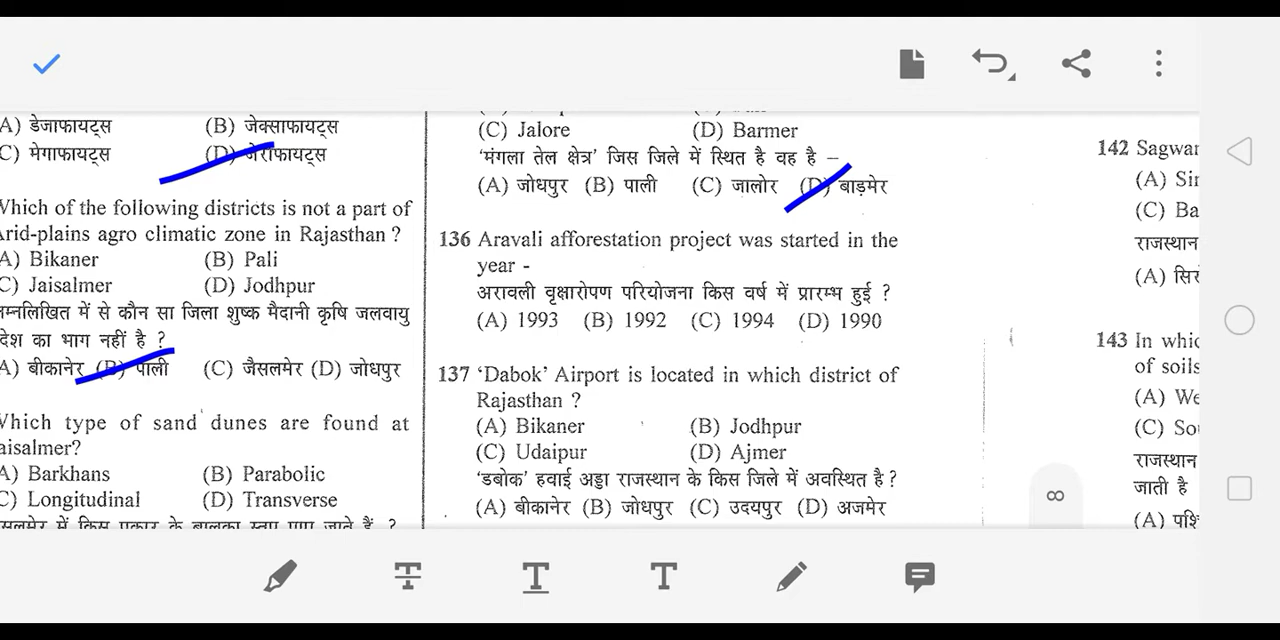 A) डेजाफायट्स (B) जेक्साफायट्स
C) मेगाफायट्स (D) जेराफायट्स
Which of the following districts is not a part of
Arid-plains agro climatic zone in Rajasthan ?
A) Bikaner (B) Pali
C) Jaisalmer (D) Jodhpur
निम्नलिखित में से कौन सा जिला शुष्क मैदानी कृषि जलवायु
देश का भाग नहीं है ?
A) बीकानेर (B) पाली (C) जैसलमेर (D) जोधपुर
Which type of sand dunes are found at
aisalmer?
A) Barkhans (B) Parabolic
C) Longitudinal (D) Transverse
(C) Jalore (D) Barmer
'मंगला तेल क्षेत्र' जिस जिले में स्थित है वह है –
(A) जोधपुर (B) पाली (C) जालोर (D) बाड़मेर
136 Aravali afforestation project was started in the
year -
अरावली वृक्षारोपण परियोजना किस वर्ष में प्रारम्भ हुई ?
(A) 1993 (B) 1992 (C) 1994 (D) 1990
137 'Dabok' Airport is located in which district of
Rajasthan ?
(A) Bikaner (B) Jodhpur
(C) Udaipur (D) Ajmer
'डबोक' हवाई अड्डा राजस्थान के किस जिले में अवस्थित है ?
(A) बीकानेर (B) जोधपुर (C) उदयपुर (D) अजमेर
142 Sagwar
(A) Sir
(C) Ba
राजस्थान
(A) सिरो
143 In whic
of soils
(A) We
(C) So
राजस्थान
जाती है
(A) पश्चि